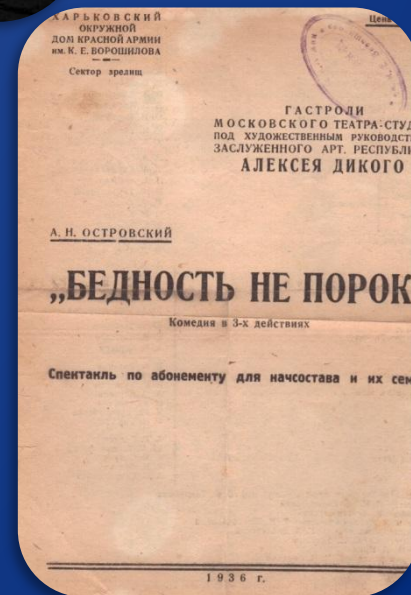 ХАРЬКОВСКИЙ
ОКРУЖНОЙ
ДОМ КРАСНОЙ АРМИИ
им. К. Е. ВОРОШИЛОВА
Сектор зрелищ
Цена
ГАСТРОЛИ
МОСКОВСКОГО ТЕАТРА-СТУД
ПОД ХУДОЖЕСТВЕННЫМ РУКОВОДСТ
ЗАСЛУЖЕННОГО АРТ. РЕСПУБЛИ
АЛЕКСЕЯ ДИКОГО
А. Н. ОСТРОВСКИЙ
„БЕДНОСТЬ НЕ ПОРОК
Комедия в 3-х действиях
Спектакль по абонементу для начсостава и их сем
1936 г.